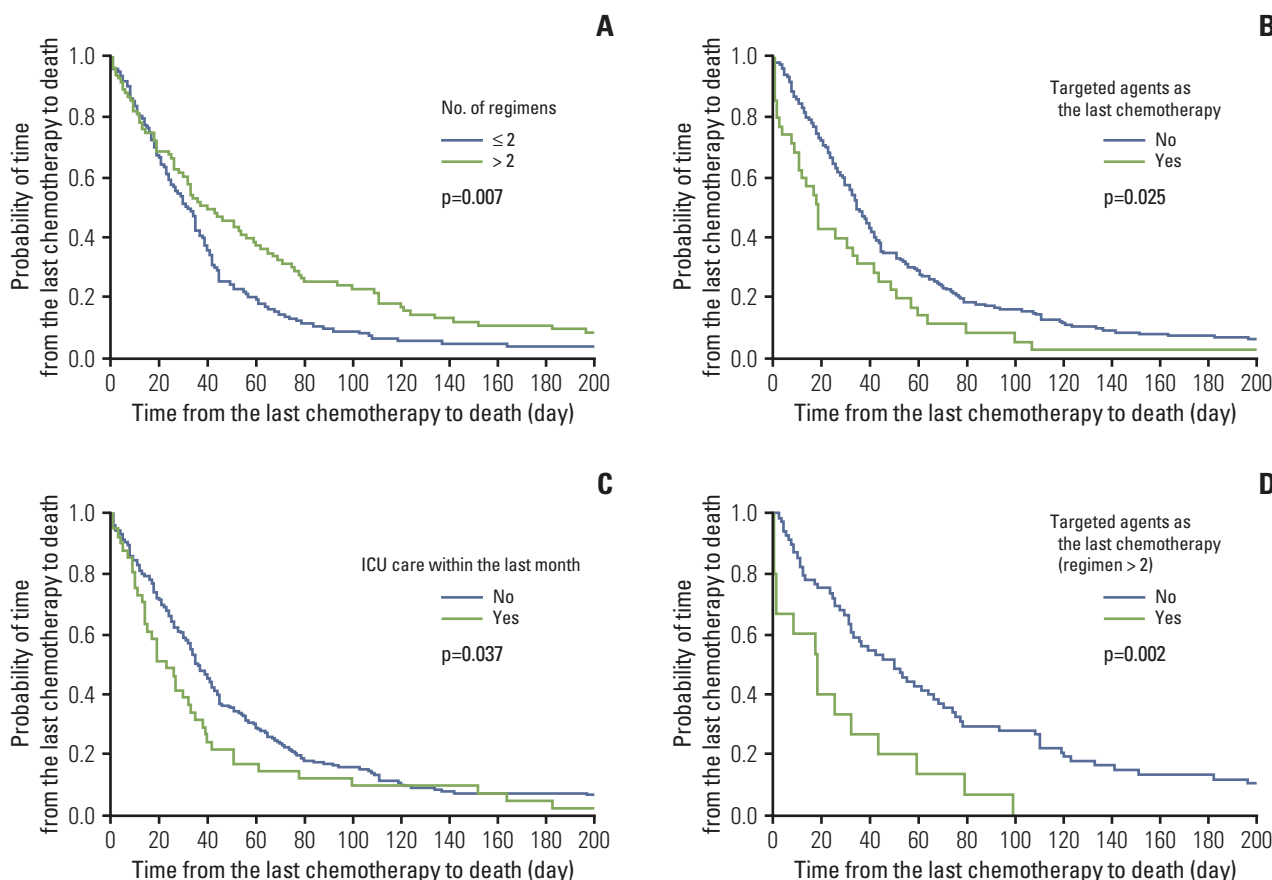 A
Probability of time
from the last chemotherapy to death
1.0
0.8
0.6
0.4
0.2
0.0
No. of regimens
≤ 2
> 2
p=0.007
0 20 40 60 80 100 120 140 160 180 200
Time from the last chemotherapy to death (day)
B
Probability of time
from the last chemotherapy to death
1.0
0.8
0.6
0.4
0.2
0.0
Targeted agents as
the last chemotherapy
No
Yes
p=0.025
0 20 40 60 80 100 120 140 160 180 200
Time from the last chemotherapy to death (day)
C
Probability of time
from the last chemotherapy to death
1.0
0.8
0.6
0.4
0.2
0.0
ICU care within the last month
No
Yes
p=0.037
0 20 40 60 80 100 120 140 160 180 200
Time from the last chemotherapy to death (day)
D
Probability of time
from the last chemotherapy to death
1.0
0.8
0.6
0.4
0.2
0.0
Targeted agents as
the last chemotherapy
(regimen > 2)
No
Yes
p=0.002
0 20 40 60 80 100 120 140 160 180 200
Time from the last chemotherapy to death (day)